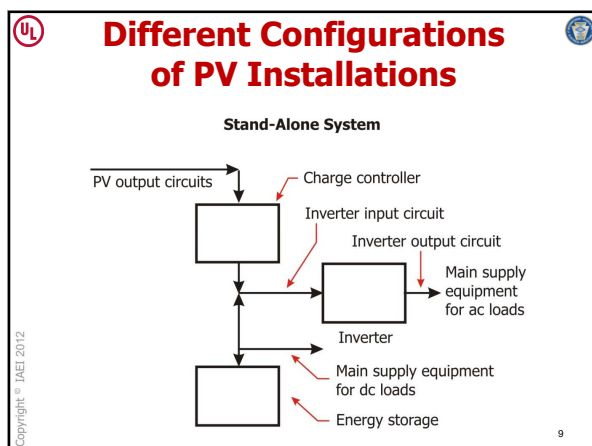 UL
Different Configurations
of PV Installations
Stand-Alone System
PV output circuits
Charge controller
Inverter input circuit
Inverter output circuit
Main supply
equipment
for ac loads
Inverter
Main supply equipment
for dc loads
Energy storage
Copyright © IAEI 2012
9